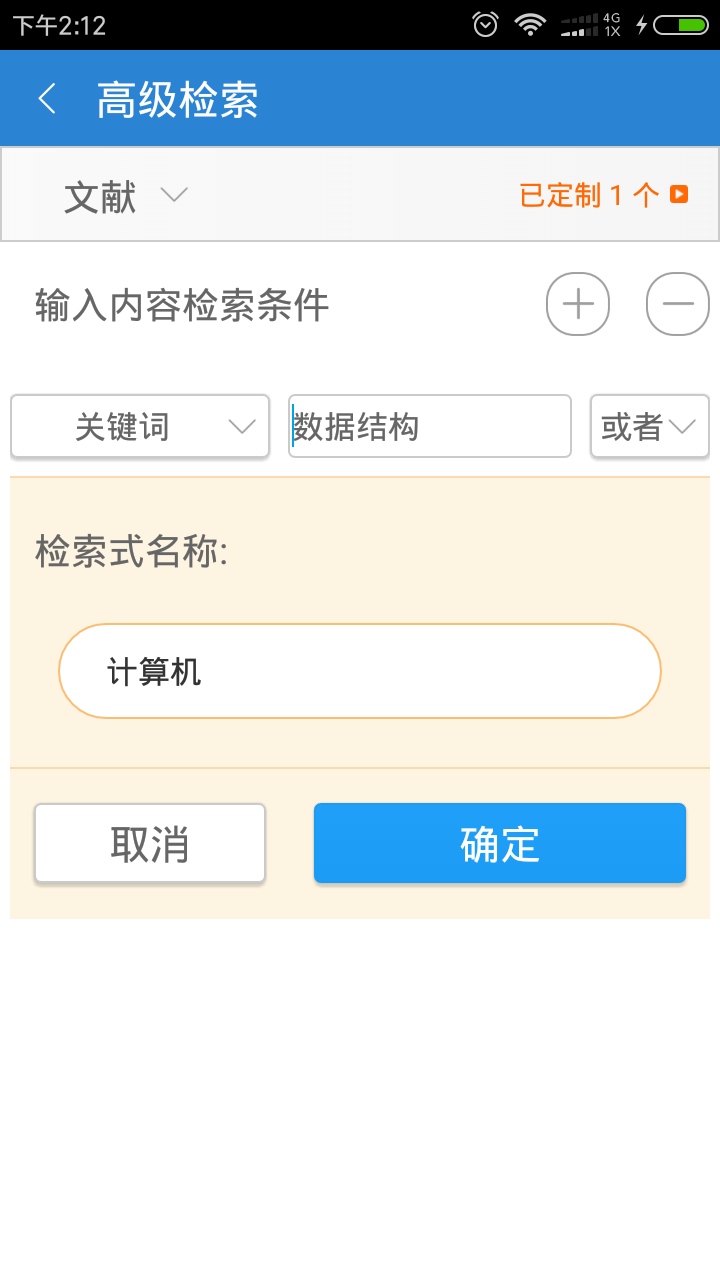 下午2:12
4G
1X
高级检索
文献
已定制 1 个
输入内容检索条件
关键词 数据结构 或者
检索式名称:
计算机
取消 确定